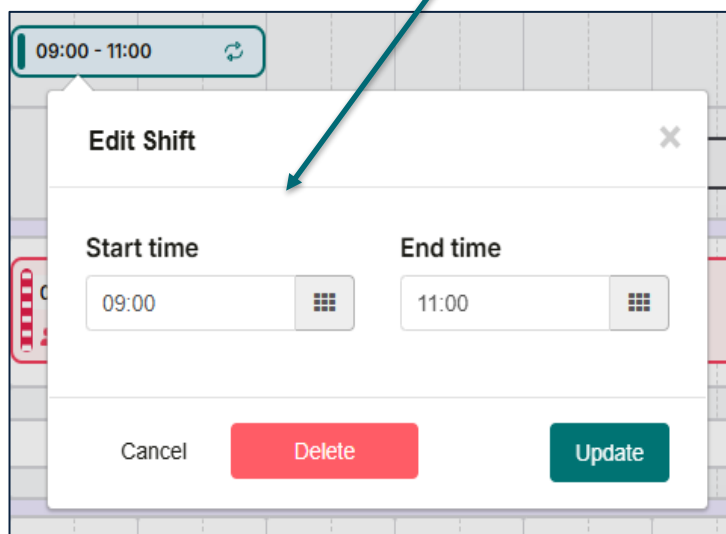 09:00 - 11:00
Edit Shift
Start time End time
09:00 11:00
Cancel Delete Update